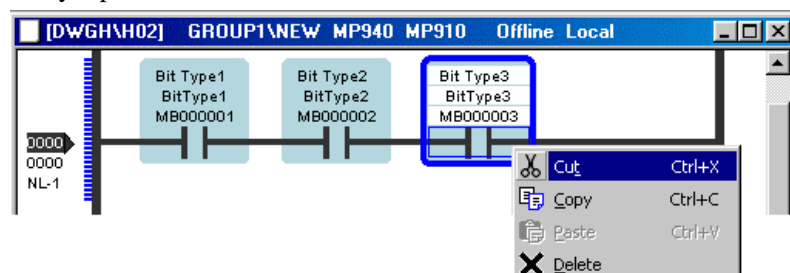 [DWGH\H02] GROUP1\NEW MP940 MP910 Offline Local
Bit Type1 Bit Type2 Bit Type3
BitType1 BitType2 BitType3
MB000001 MB000002 MB000003
0000
0000
NL-1
Cut Ctrl+X
Copy Ctrl+C
Paste Ctrl+V
Delete